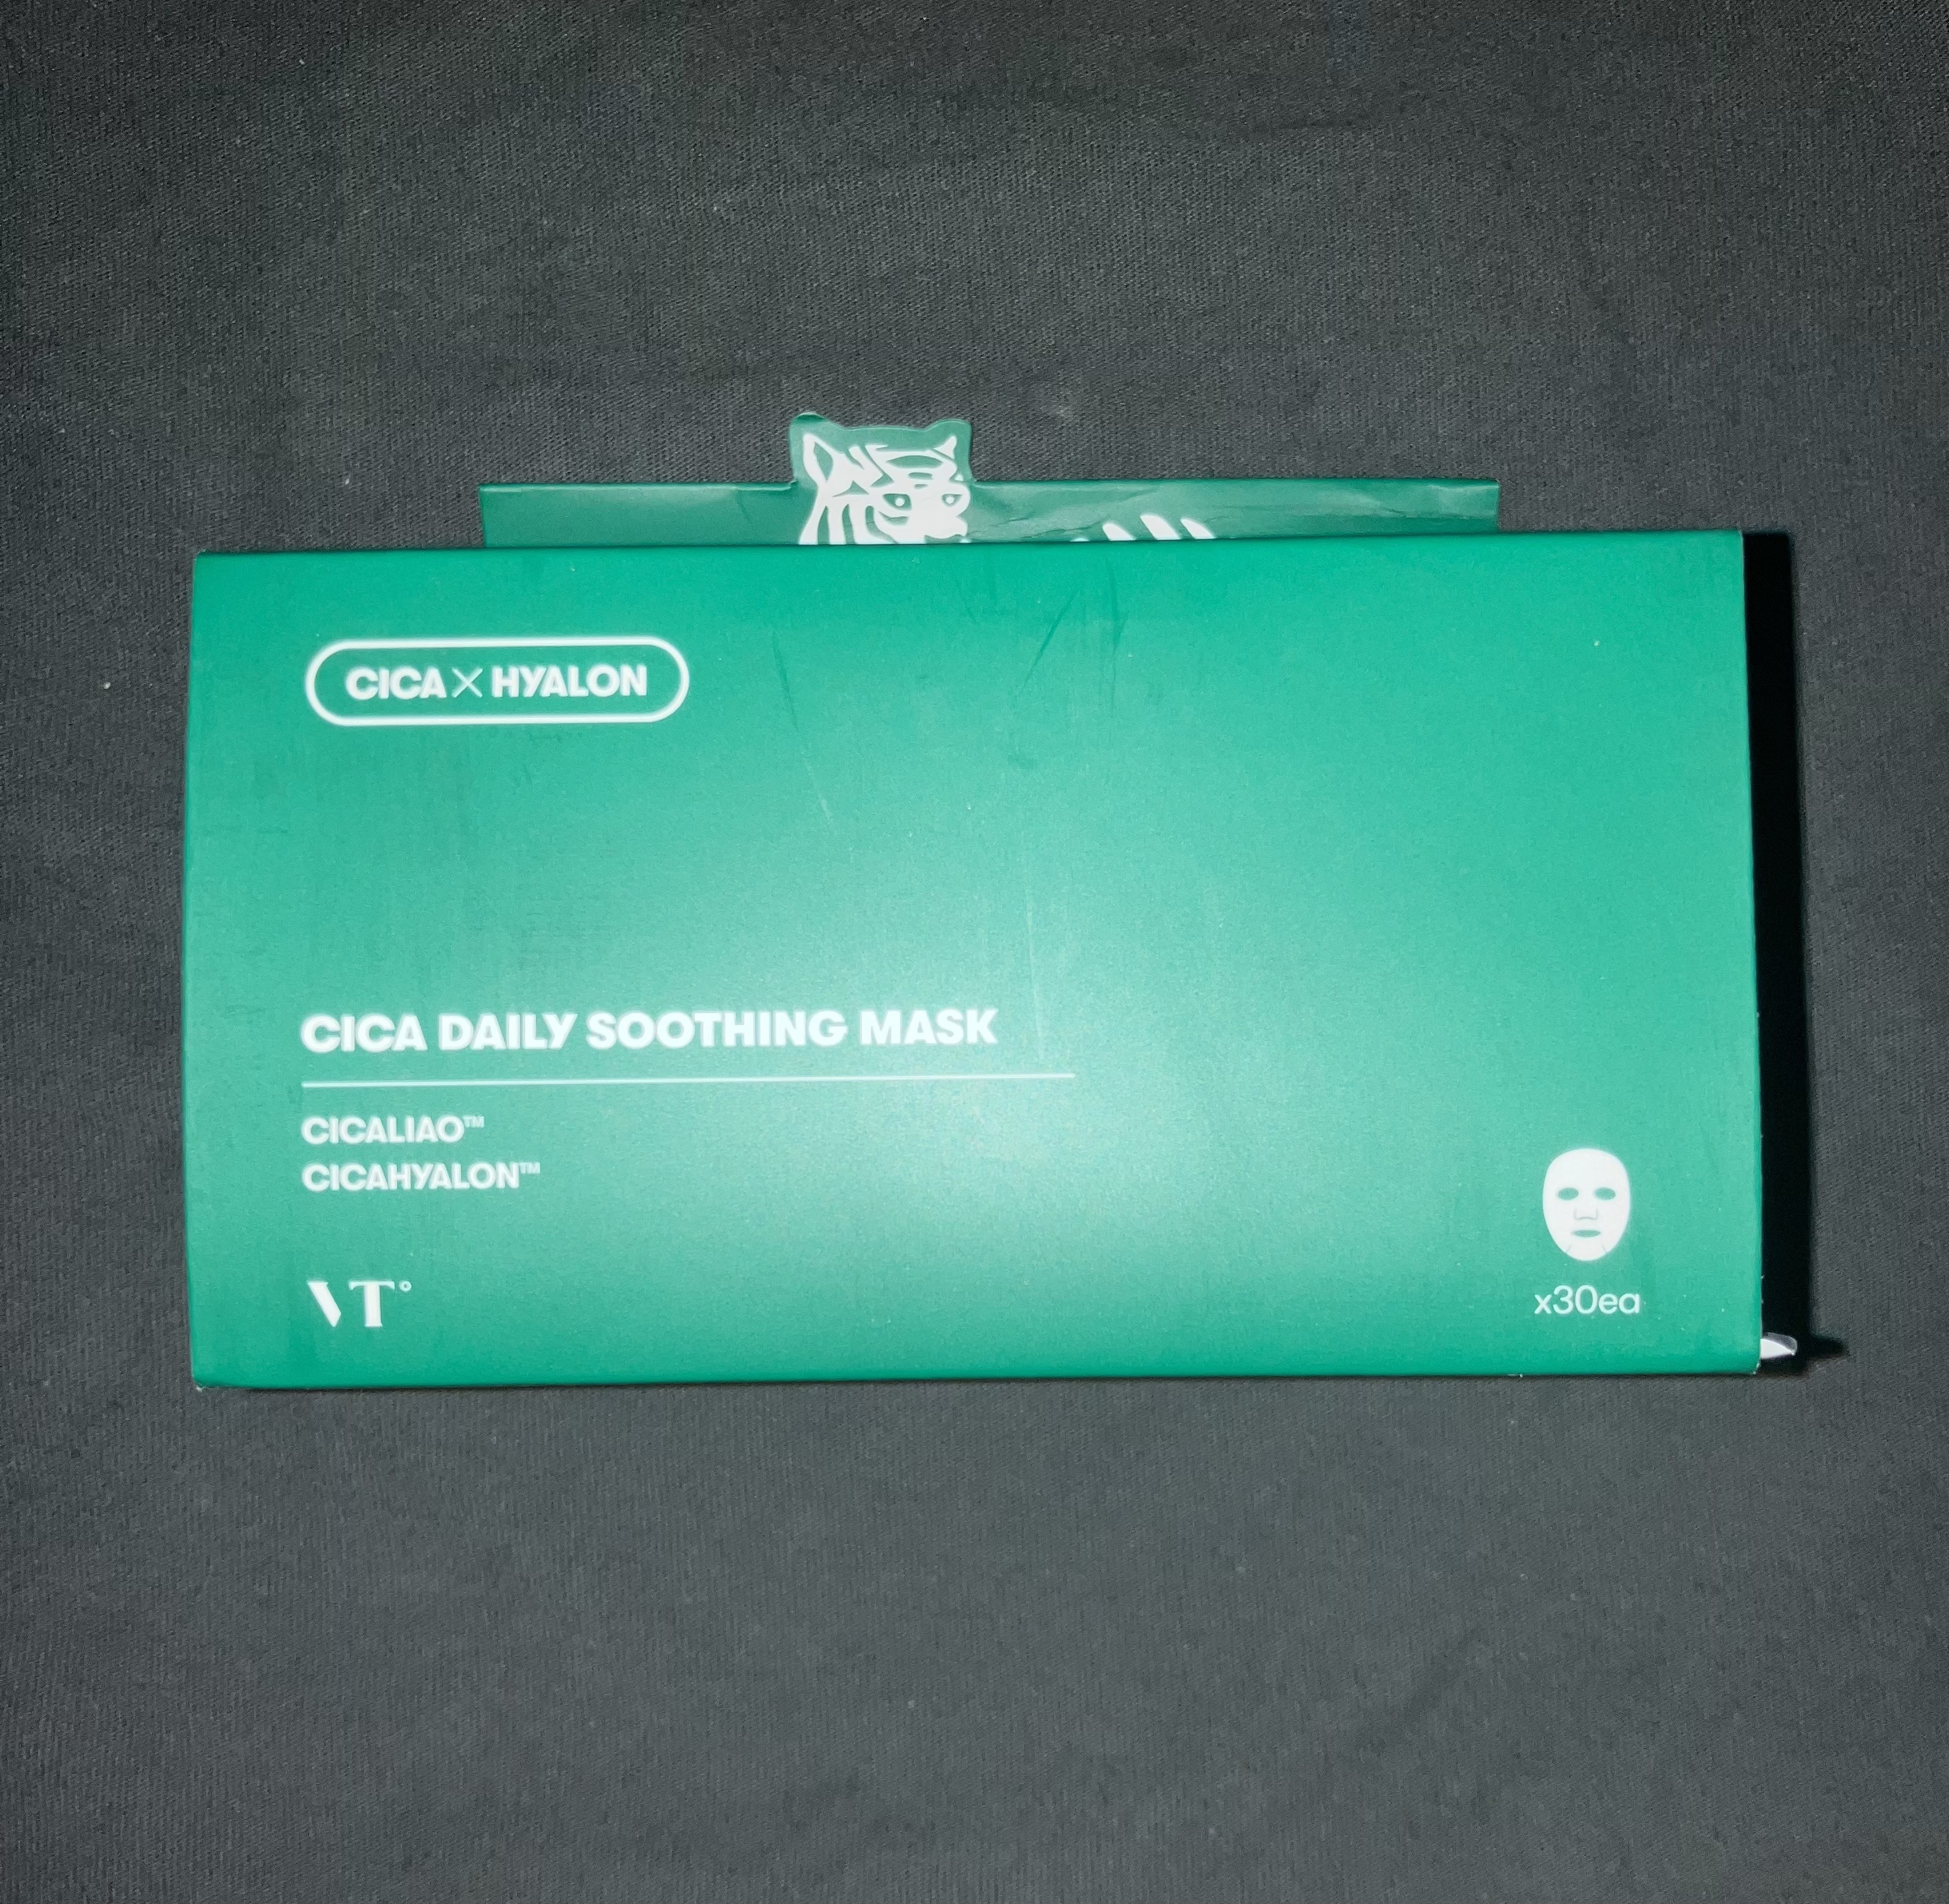 CICA×HYALON
CICA DAILY SOOTHING MASK
CICALIAO™
CICAHYALON™
VT°
x30ea